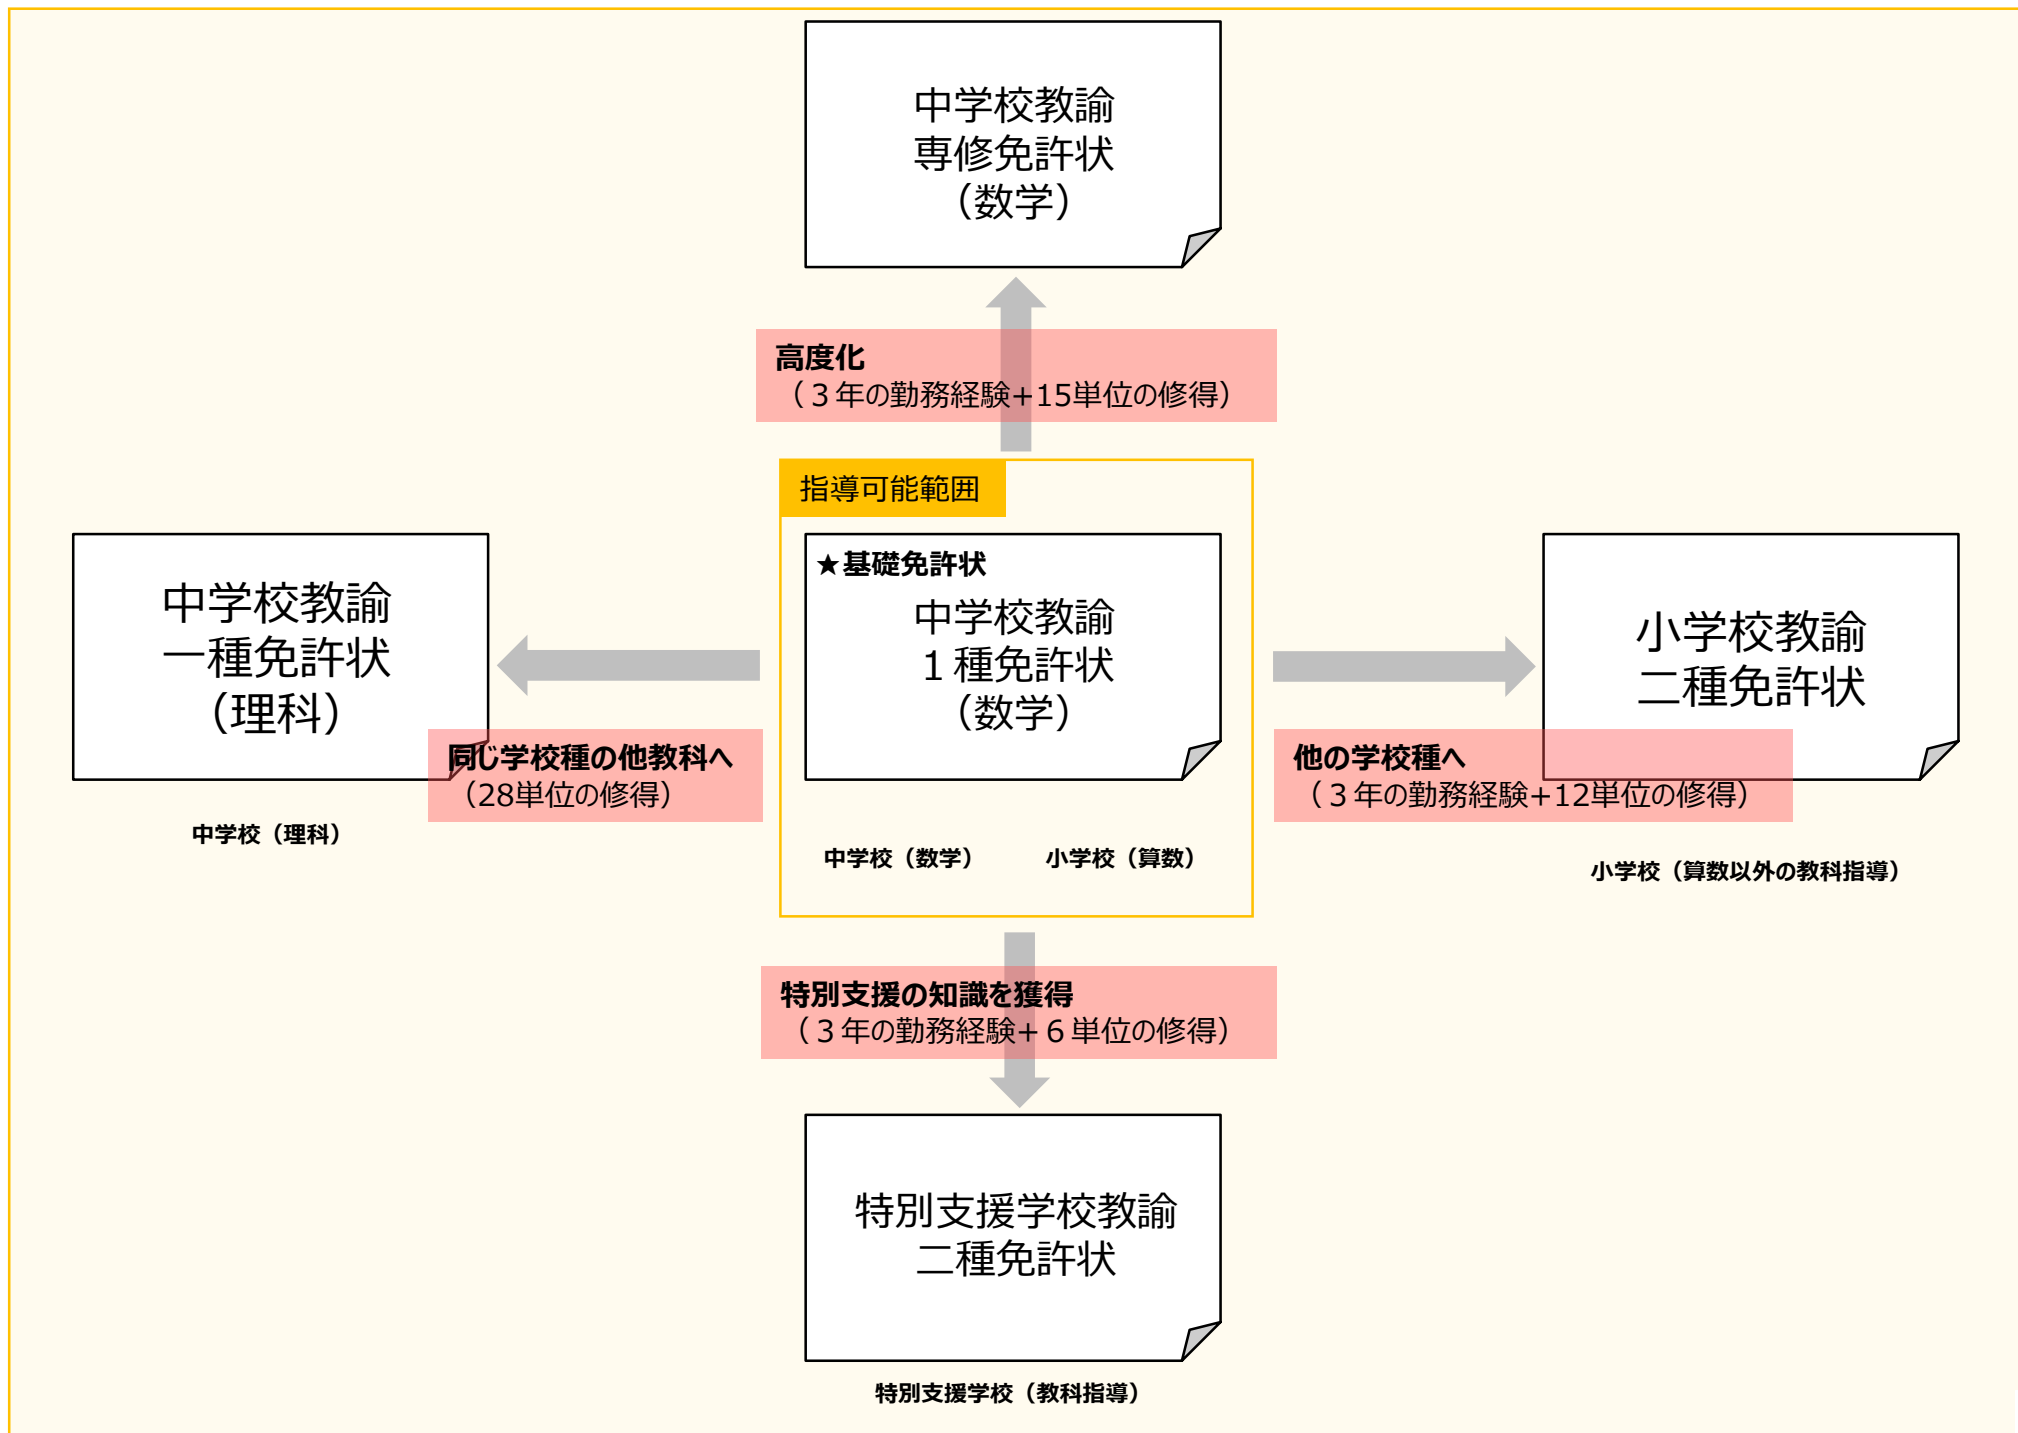 中学校教諭
専修免許状
（数学）
高度化
（３年の勤務経験+15単位の修得）
指導可能範囲
★基礎免許状
中学校教諭
１種免許状
（数学）
中学校（数学）
小学校（算数）
中学校教諭
一種免許状
（理科）
同じ学校種の他教科へ
（28単位の修得）
中学校（理科）
小学校教諭
二種免許状
他の学校種へ
（３年の勤務経験+12単位の修得）
小学校（算数以外の教科指導）
特別支援の知識を獲得
（３年の勤務経験+６単位の修得）
特別支援学校教諭
二種免許状
特別支援学校（教科指導）